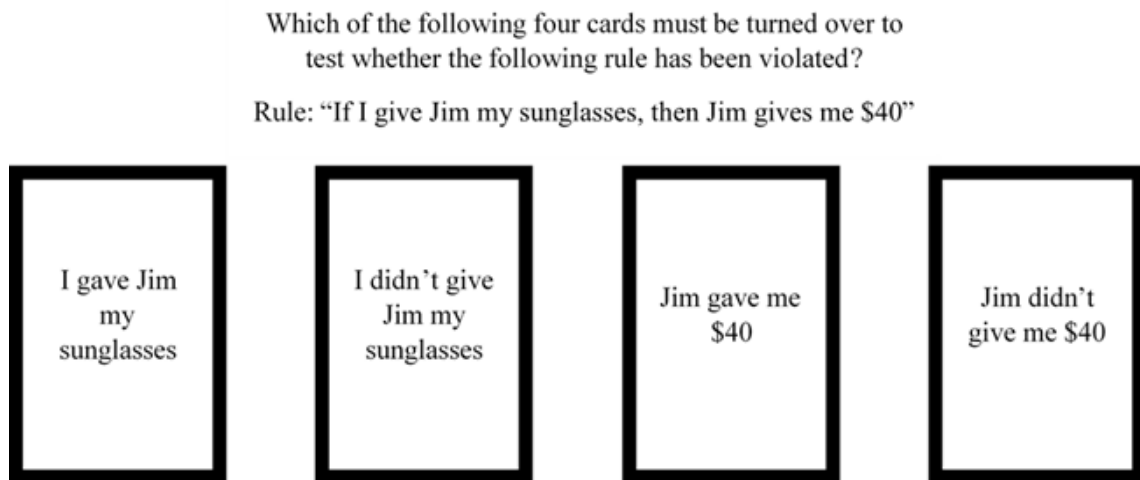 Which of the following four cards must be turned over to
test whether the following rule has been violated?
Rule: “If I give Jim my sunglasses, then Jim gives me $40”
I gave Jim
my
sunglasses
I didn’t give
Jim my
sunglasses
Jim gave me
$40
Jim didn’t
give me $40